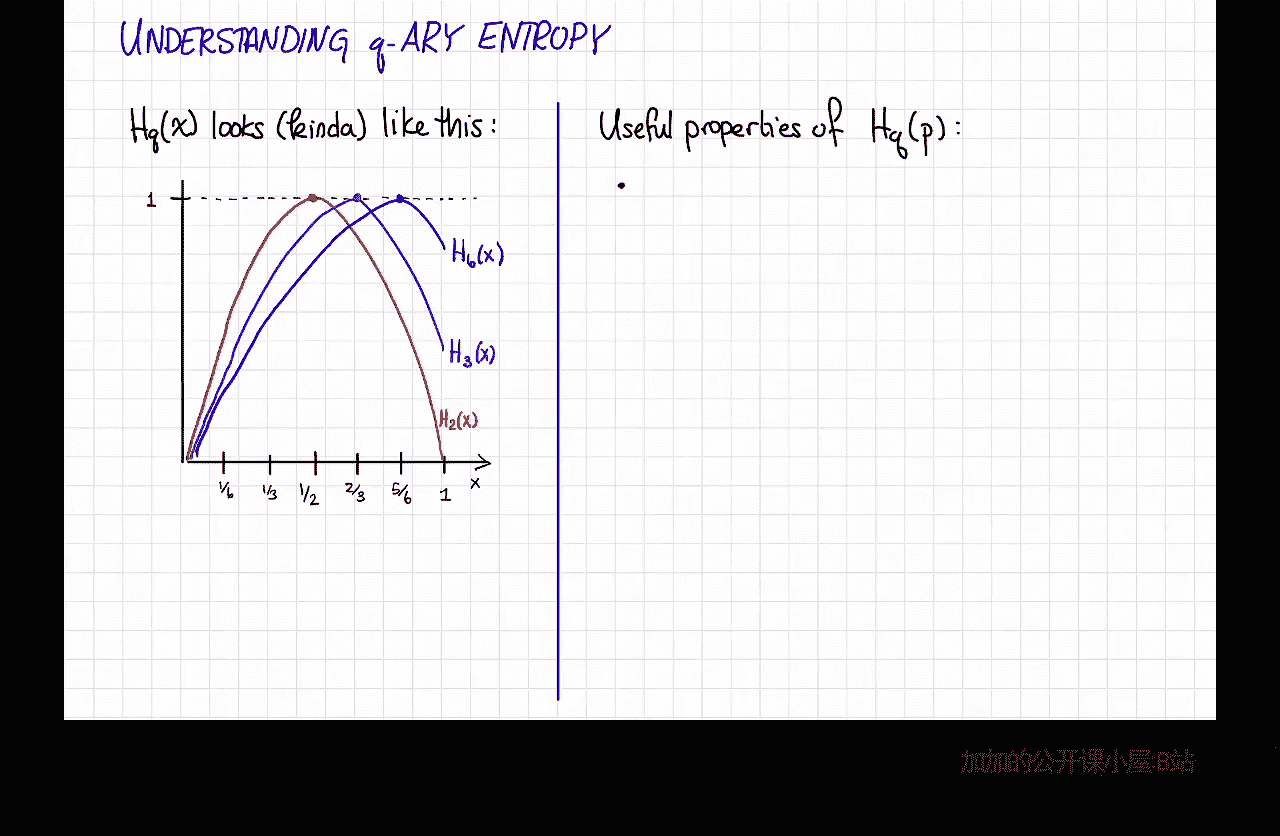 UNDERSTANDING q-ARY ENTROPY
Hq(x) looks (kinda) like this:
1
H6(x)
H3(x)
H2(x)
1/6 1/3 1/2 2/3 5/6 1 x
Useful properties of Hq(p):
•
加加的公开课小屋:B站